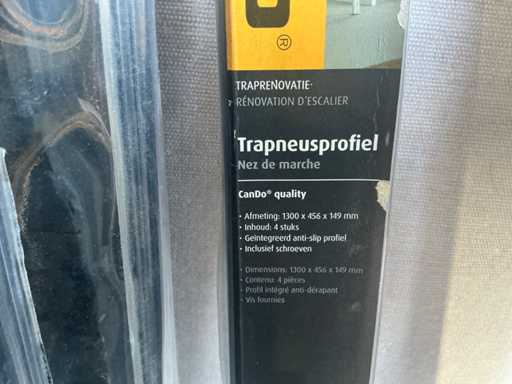 ®
TRAPRENOVATIE·
RÉNOVATION D'ESCALIER
Trapneusprofiel
Nez de marche
CanDo® quality
· Afmeting: 1300 x 456 x 149 mm
· Inhoud: 4 stuks
· Geïntegreerd anti-slip profiel
· Inclusief schroeven
· Dimensions: 1300 x 456 x 149 mm
· Contenu: 4 pièces
· Profil intégré anti-dérapant
· Vis fournies